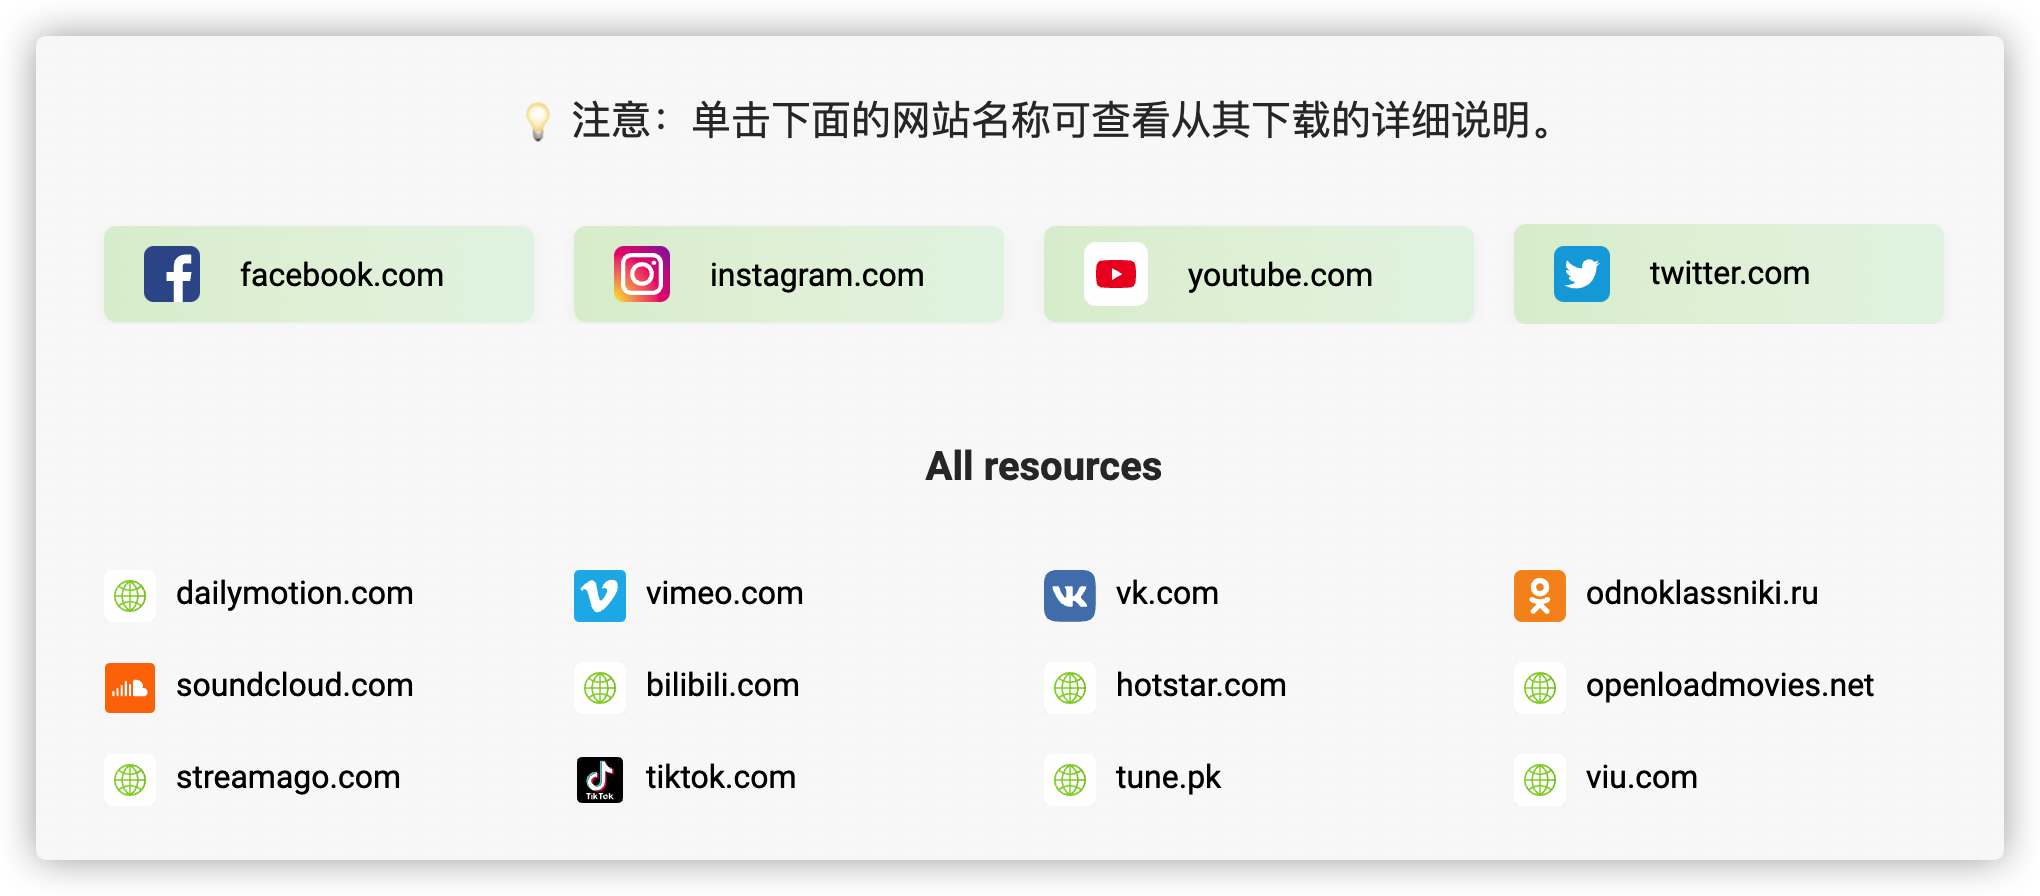 💡 注意：单击下面的网站名称可查看从其下载的详细说明。
facebook.com
instagram.com
youtube.com
twitter.com
All resources
dailymotion.com
vimeo.com
vk.com
odnoklassniki.ru
soundcloud.com
bilibili.com
hotstar.com
openloadmovies.net
streamago.com
TikTok
tiktok.com
tune.pk
viu.com